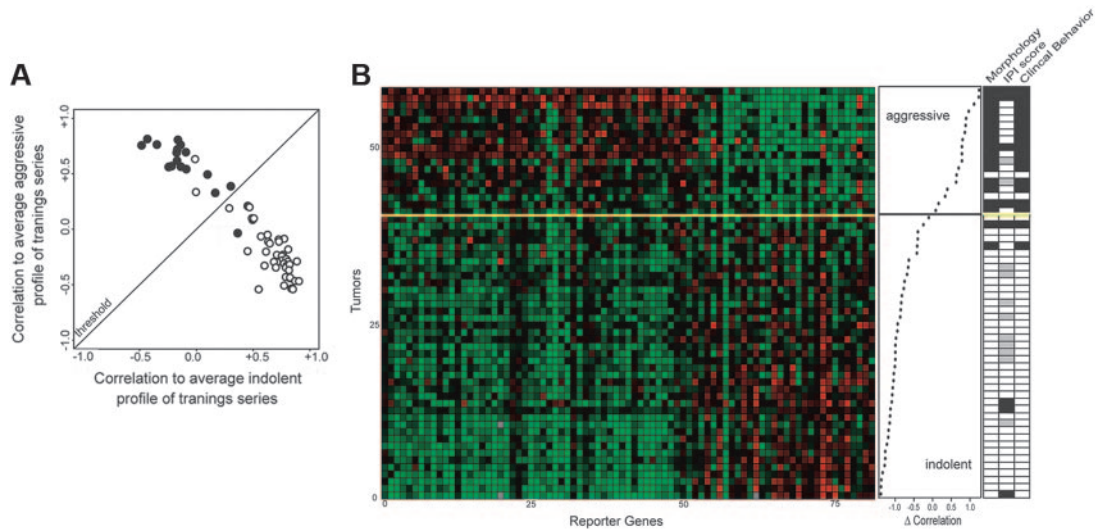 A
Correlation to average aggressive
profile of tranings series
+1.0
+0.5
0.0
-0.5
-1.0
threshold
-1.0
-0.5
0.0
+0.5
+1.0
Correlation to average indolent
profile of tranings series
B
Morphology
IPI score
Clincal Behavior
Tumors
50
25
0
0
25
50
75
Reporter Genes
aggressive
indolent
-1.0
-0.5
0.0
0.5
1.0
Δ Correlation